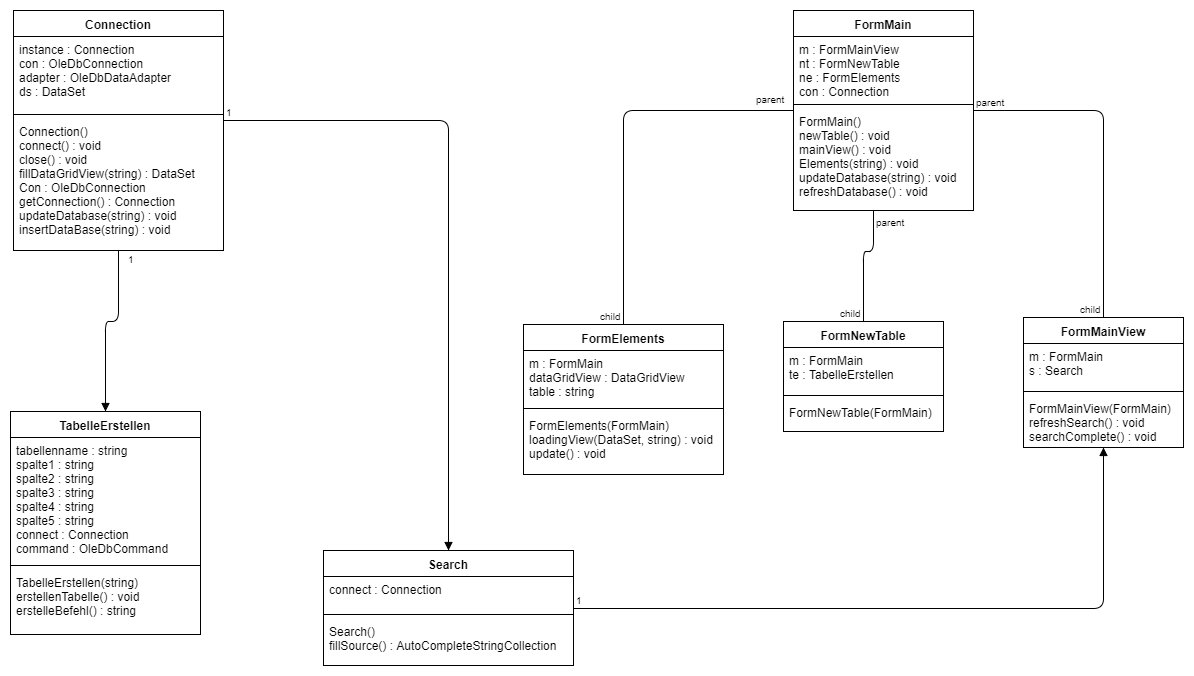 Connection
instance : Connection
con : OleDbConnection
adapter : OleDbDataAdapter
ds : DataSet
Connection()
connect() : void
close() : void
fillDataGridView(string) : DataSet
Con : OleDbConnection
getConnection() : Connection
updateDatabase(string) : void
insertDataBase(string) : void
1
1
FormMain
m : FormMainView
nt : FormNewTable
ne : FormElements
con : Connection
FormMain()
newTable() : void
mainView() : void
Elements(string) : void
updateDatabase(string) : void
refreshDatabase() : void
parent
parent
parent
child
child
child
FormElements
m : FormMain
dataGridView : DataGridView
table : string
FormElements(FormMain)
loadingView(DataSet, string) : void
update() : void
FormNewTable
m : FormMain
te : TabelleErstellen
FormNewTable(FormMain)
FormMainView
m : FormMain
s : Search
FormMainView(FormMain)
refreshSearch() : void
searchComplete() : void
TabelleErstellen
tabellenname : string
spalte1 : string
spalte2 : string
spalte3 : string
spalte4 : string
spalte5 : string
connect : Connection
command : OleDbCommand
TabelleErstellen(string)
erstellenTabelle() : void
erstelleBefehl() : string
Search
connect : Connection
Search()
fillSource() : AutoCompleteStringCollection
1